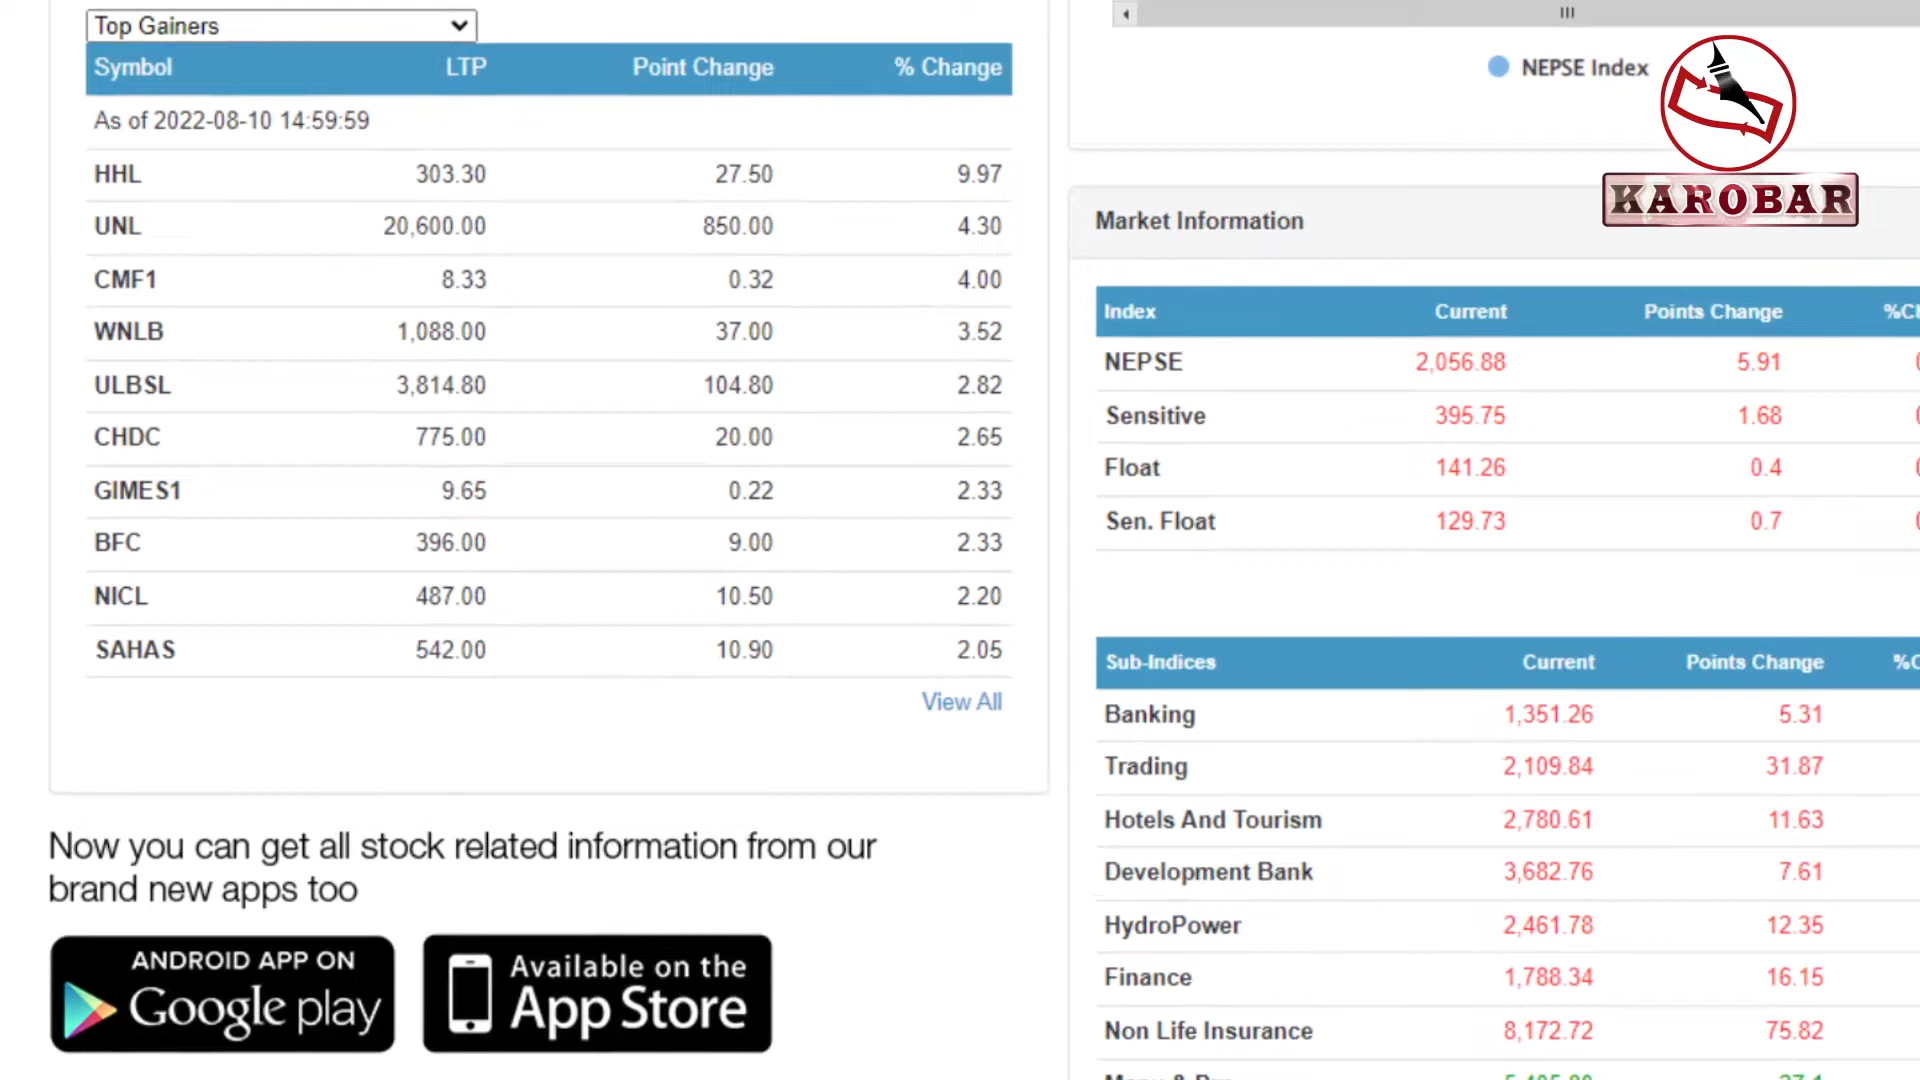 Top Gainers
Symbol LTP Point Change % Change
As of 2022-08-10 14:59:59
HHL 303.30 27.50 9.97
UNL 20,600.00 850.00 4.30
CMF1 8.33 0.32 4.00
WNLB 1,088.00 37.00 3.52
ULBSL 3,814.80 104.80 2.82
CHDC 775.00 20.00 2.65
GIMES1 9.65 0.22 2.33
BFC 396.00 9.00 2.33
NICL 487.00 10.50 2.20
SAHAS 542.00 10.90 2.05
View All
Now you can get all stock related information from our
brand new apps too
ANDROID APP ON
Google play
Available on the
App Store
NEPSE Index
KAROBAR
Market Information
Index Current Points Change
NEPSE 2,056.88 5.91
Sensitive 395.75 1.68
Float 141.26 0.4
Sen. Float 129.73 0.7
Sub-Indices Current Points Change
Banking 1,351.26 5.31
Trading 2,109.84 31.87
Hotels And Tourism 2,780.61 11.63
Development Bank 3,682.76 7.61
HydroPower 2,461.78 12.35
Finance 1,788.34 16.15
Non Life Insurance 8,172.72 75.82